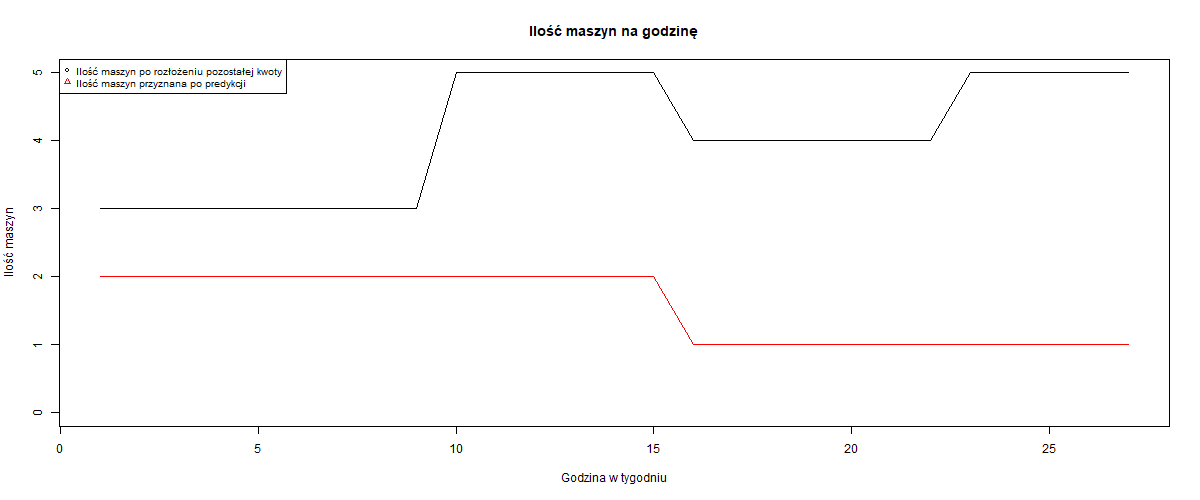 Ilość maszyn na godzinę
Ilość maszyn po rozłożeniu pozostałej kwoty
Ilość maszyn przyznana po predykcji
5
4
3
2
1
0
Ilość maszyn
0 5 10 15 20 25
Godzina w tygodniu